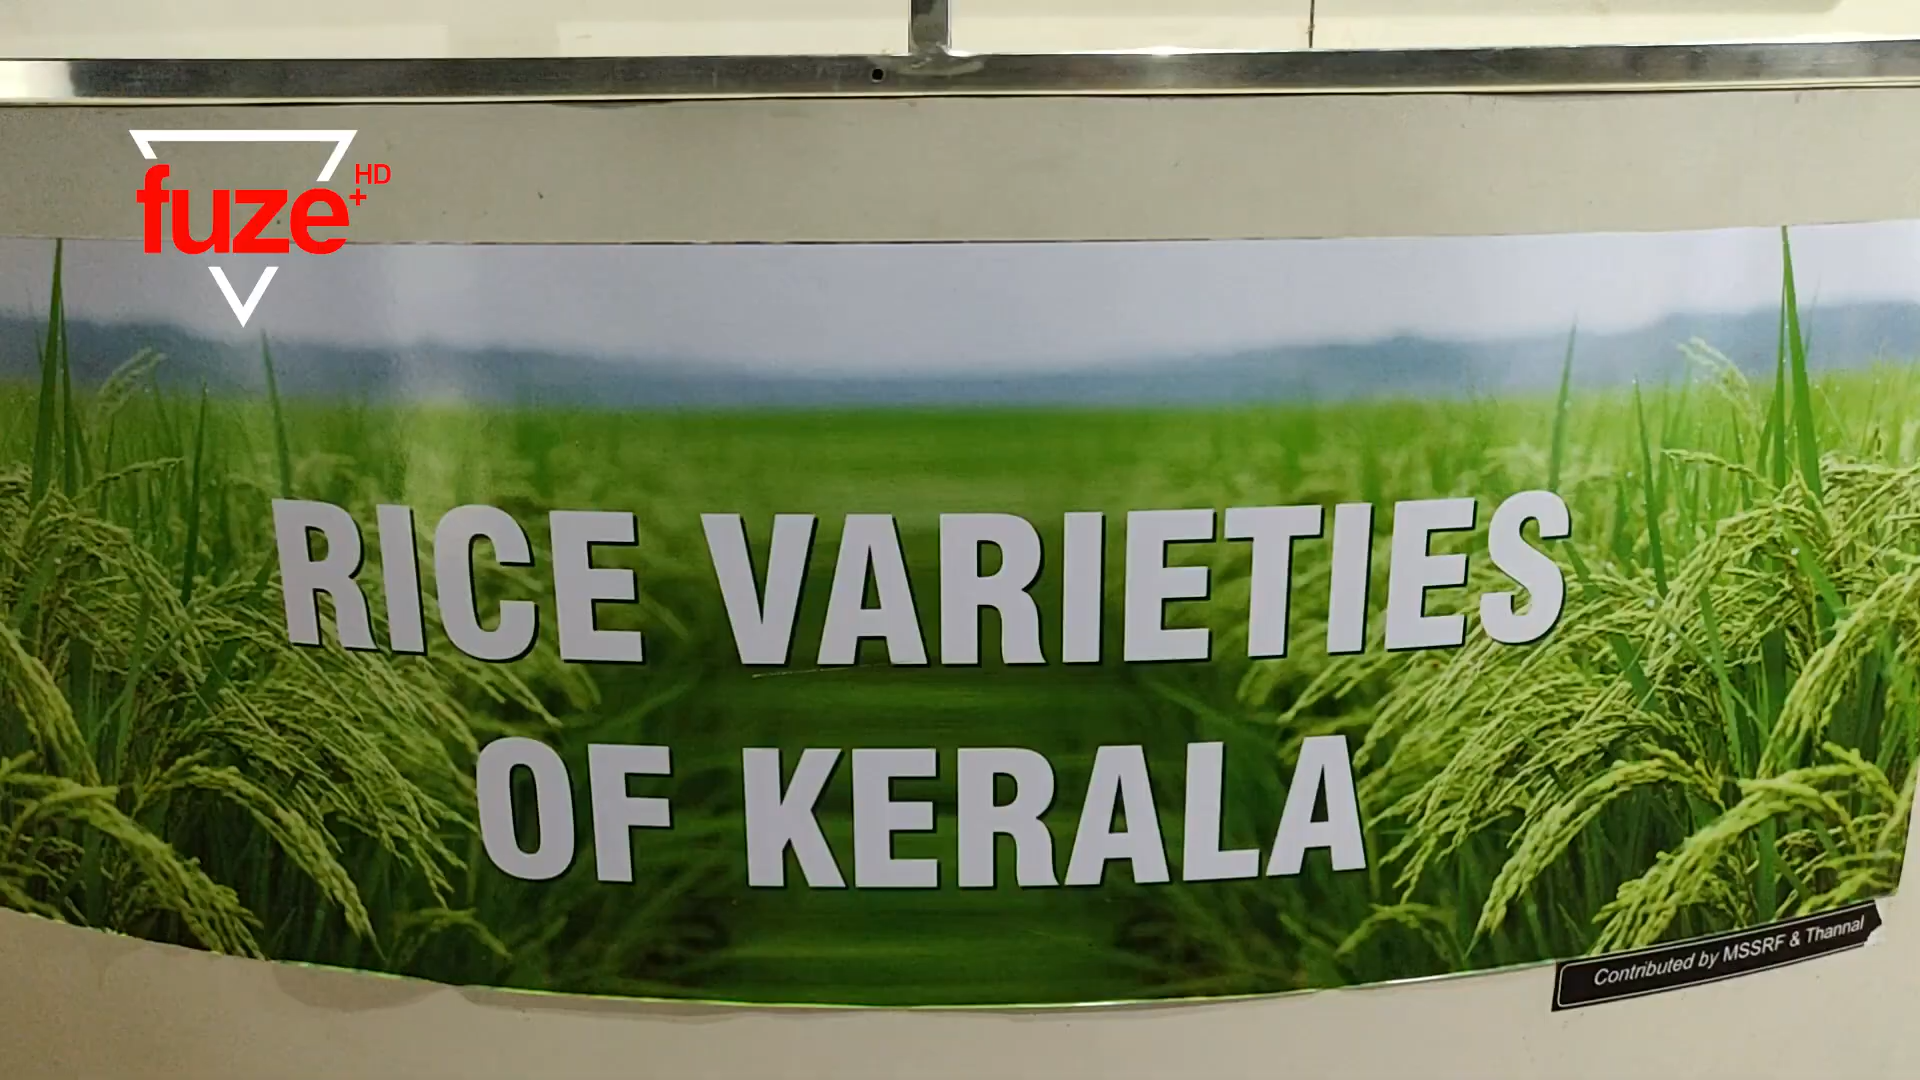 fuze+ HD
RICE VARIETIES
OF KERALA
Contributed by MSSRF & Thannal